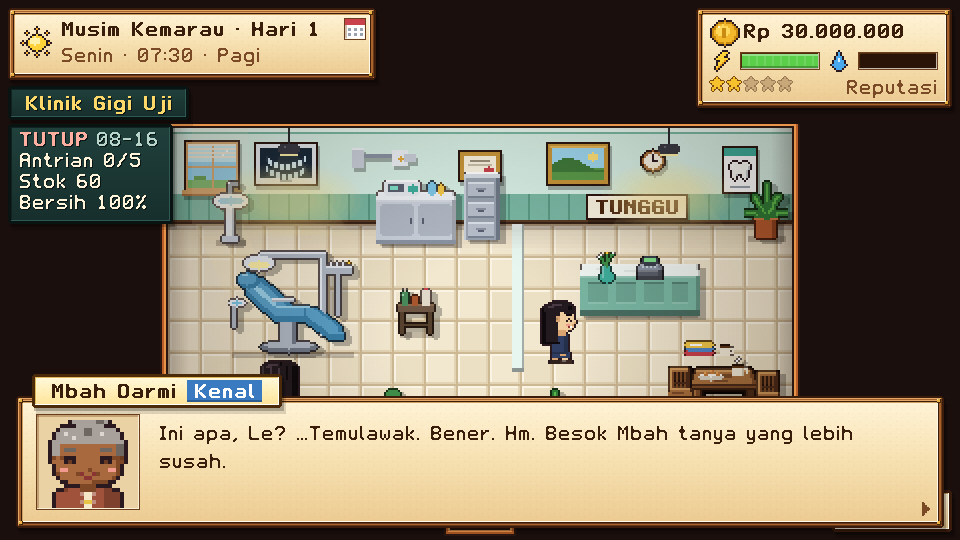 Musim Kemarau · Hari 1
Senin · 07:30 · Pagi
Rp 30.000.000
Reputasi
Klinik Gigi Uji
TUTUP 08-16
Antrian 0/5
Stok 60
Bersih 100%
TUNGGU
Mbah Darmi Kenal
Ini apa, Le? …Temulawak. Bener. Hm. Besok Mbah tanya yang lebih
susah.